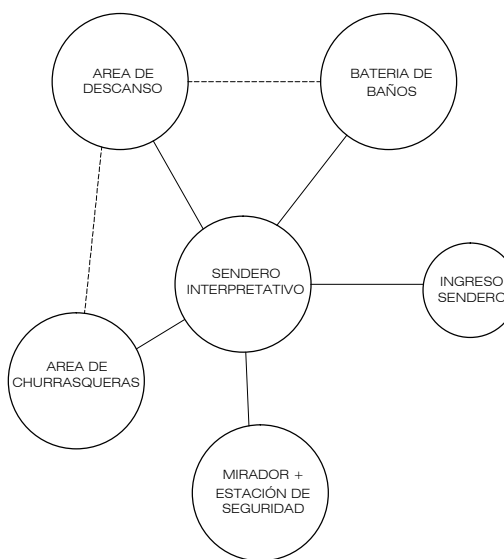 AREA DE
DESCANSO
BATERIA DE
BAÑOS
SENDERO
INTERPRETATIVO
INGRESO
SENDERO
AREA DE
CHURRASQUERAS
MIRADOR +
ESTACIÓN DE
SEGURIDAD